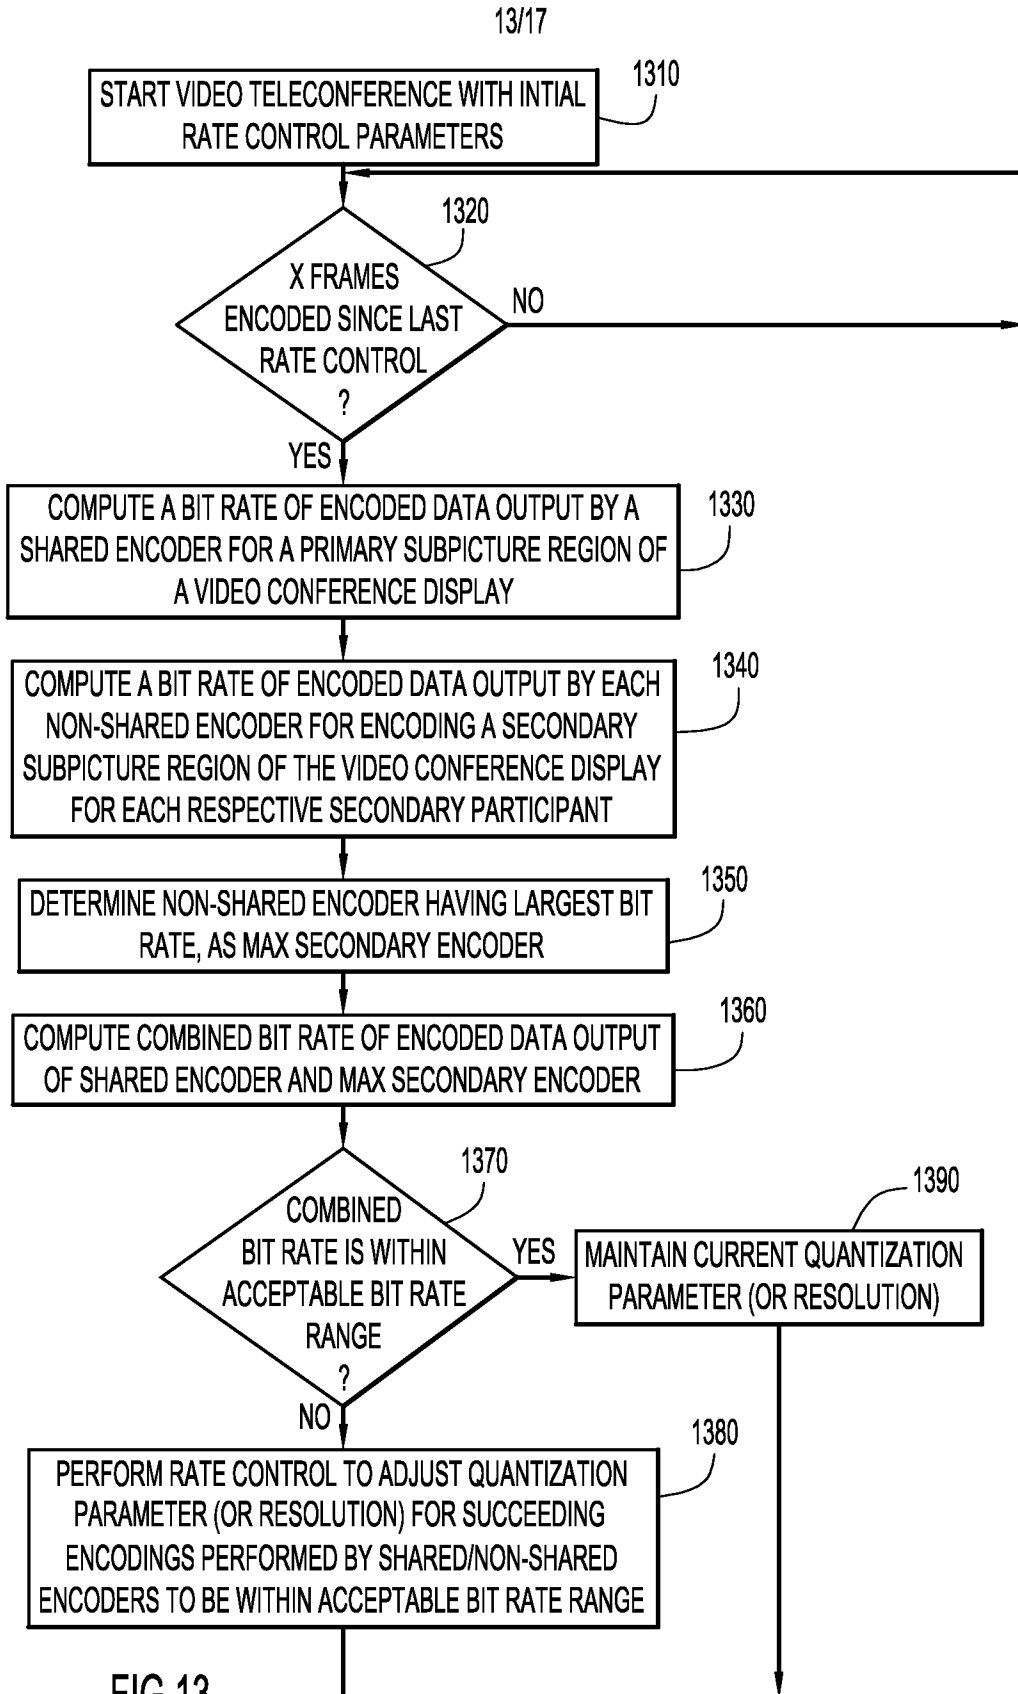 13/17
1310
START VIDEO TELECONFERENCE WITH INTIAL
RATE CONTROL PARAMETERS
1320
X FRAMES
ENCODED SINCE LAST
RATE CONTROL
?
NO
YES
1330
COMPUTE A BIT RATE OF ENCODED DATA OUTPUT BY A
SHARED ENCODER FOR A PRIMARY SUBPICTURE REGION OF
A VIDEO CONFERENCE DISPLAY
1340
COMPUTE A BIT RATE OF ENCODED DATA OUTPUT BY EACH
NON-SHARED ENCODER FOR ENCODING A SECONDARY
SUBPICTURE REGION OF THE VIDEO CONFERENCE DISPLAY
FOR EACH RESPECTIVE SECONDARY PARTICIPANT
1350
DETERMINE NON-SHARED ENCODER HAVING LARGEST BIT
RATE, AS MAX SECONDARY ENCODER
1360
COMPUTE COMBINED BIT RATE OF ENCODED DATA OUTPUT
OF SHARED ENCODER AND MAX SECONDARY ENCODER
1370
COMBINED
BIT RATE IS WITHIN
ACCEPTABLE BIT RATE
RANGE
?
YES
1390
MAINTAIN CURRENT QUANTIZATION
PARAMETER (OR RESOLUTION)
NO
1380
PERFORM RATE CONTROL TO ADJUST QUANTIZATION
PARAMETER (OR RESOLUTION) FOR SUCCEEDING
ENCODINGS PERFORMED BY SHARED/NON-SHARED
ENCODERS TO BE WITHIN ACCEPTABLE BIT RATE RANGE
FIG.13